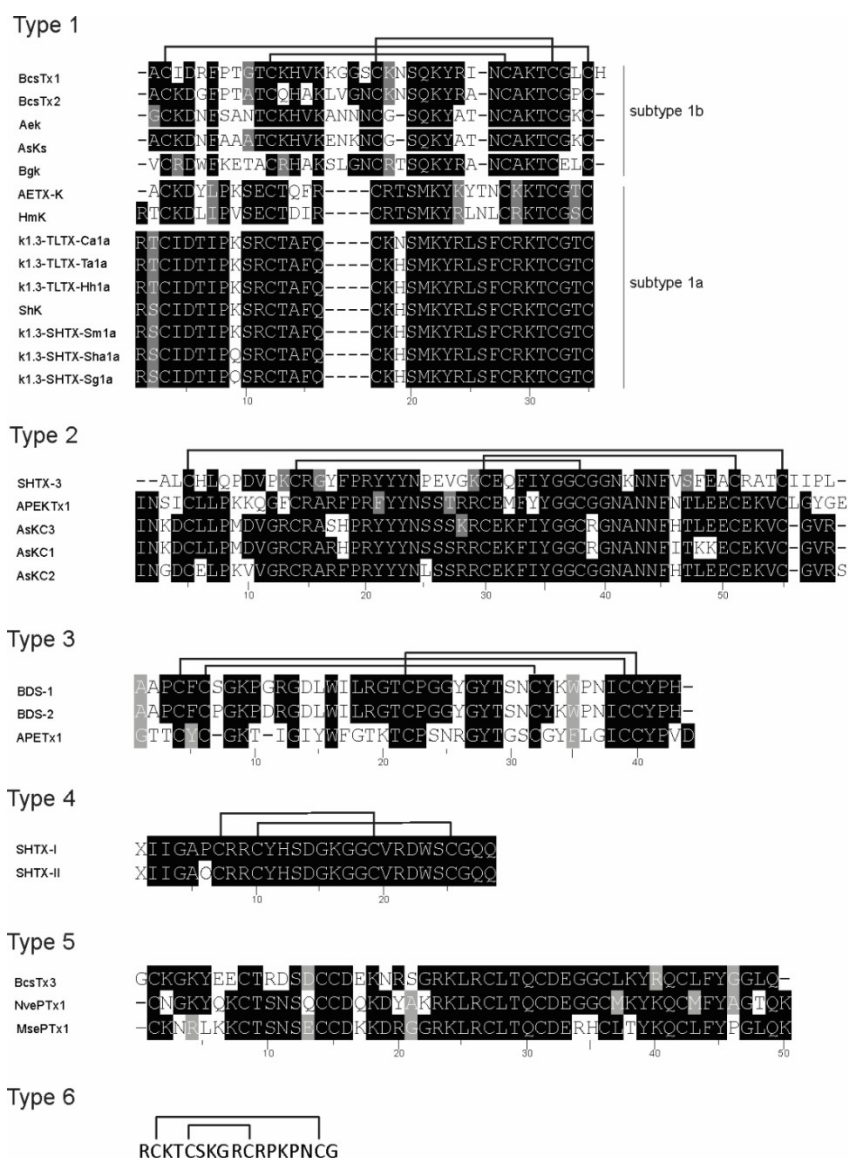 Type 1
BcsTx1 -ACIDRFPTGTCKHVKKGGSCKNSQKYRI-NCAKTCGLCH
BcsTx2 -ACKDGFPTATCQHAKLVGNCKNSQKYRA-NCAKTCGPC-
Aek -GCKDNFSANTCKHVKANNNCG-SQKYAT-NCAKTCGKC-
AsKs -ACKDNFAAATCKHVKENKNCG-SQKYAT-NCAKTCGKC-
Bgk -VCRDWFKETACRHAKSLGNCRTSQKYRA-NCAKTCELC-
subtype 1b
AETX-K -ACKDYLPKSECTQFR----CRTSMKYKYTNCKKTCGTC
HmK RTCKDLIPVSECTDIR----CRTSMKYRLNLCRKTCGSC
k1.3-TLTX-Ca1a RTCIDTIPKSRCTAFQ----CKNSMKYRLSFCRKTCGTC
k1.3-TLTX-Ta1a RTCIDTIPKSRCTAFQ----CKHSMKYRLSFCRKTCGTC
k1.3-TLTX-Hh1a RTCIDTIPKSRCTAFQ----CKHSMKYRLSFCRKTCGTC
ShK RSCIDTIPKSRCTAFQ----CKHSMKYRLSFCRKTCGTC
k1.3-SHTX-Sm1a RSCIDTIPKSRCTAFQ----CKHSMKYRLSFCRKTCGTC
k1.3-SHTX-Sha1a RSCIDTIPQSRCTAFQ----CKHSMKYRLSFCRKTCGTC
k1.3-SHTX-Sg1a RSCIDTIPQSRCTAFQ----CKHSMKYRLSFCRKTCGTC
subtype 1a
10 20 30
Type 2
SHTX-3 --ALCHLQPDVPKCRGYFPRYYYNPEVGKCEQFIYGGCGGNKNNFVSFEACRATCIIPL-
APEKTx1 INSICLLPKKQGFCRARFPRFYYNSSTRRCEMFYYGGCGGNANNFNTLEECEKVCLGYGE
AsKC3 INKDCLLPMDVGRCRASHPRYYYNSSSKRCEKFIYGGCRGNANNFHTLEECEKVC-GVR-
AsKC1 INKDCLLPMDVGRCRARHPRYYYNSSSRRCEKFIYGGCRGNANNFITKKECEKVC-GVR-
AsKC2 INGDCELPKVVGRCRARFPRYYYNLSSRRCEKFIYGGCGGNANNFHTLEECEKVC-GVRS
10 20 30 40 50
Type 3
BDS-1 AAPCFCSGKPGRGDLWILRGTCPGGYGYTSNCYKWPNICCYPH-
BDS-2 AAPCFCPGKPDRGDLWILRGTCPGGYGYTSNCYKWPNICCYPH-
APETx1 GTTCYC-GKT-IGIYWFGTKTCPSNRGYTGSCGYFLGICCYPVD
10 20 30 40
Type 4
SHTX-I XIIGAPCRRCYHSDGKGGCVRDWSCGQQ
SHTX-II XIIGAOCRRCYHSDGKGGCVRDWSCGQQ
10 20
Type 5
BcsTx3 GCKGKYEECTRDSDCCDEKNRSGRKLRCLTQCDEGGCLKYRQCLFYGGLQ-
NvePTx1 -CNGKYQKCTSNSQCCDQKDYAKRKLRCLTQCDEGGCMKYKQCMFYAGTQK
MsePTx1 -CKNRLKKCTSNSECCDKKDRGGRKLRCLTQCDERHCLTYKQCLFYPGLQK
10 20 30 40 50
Type 6
RCKTCSKGRCRPKPNCG